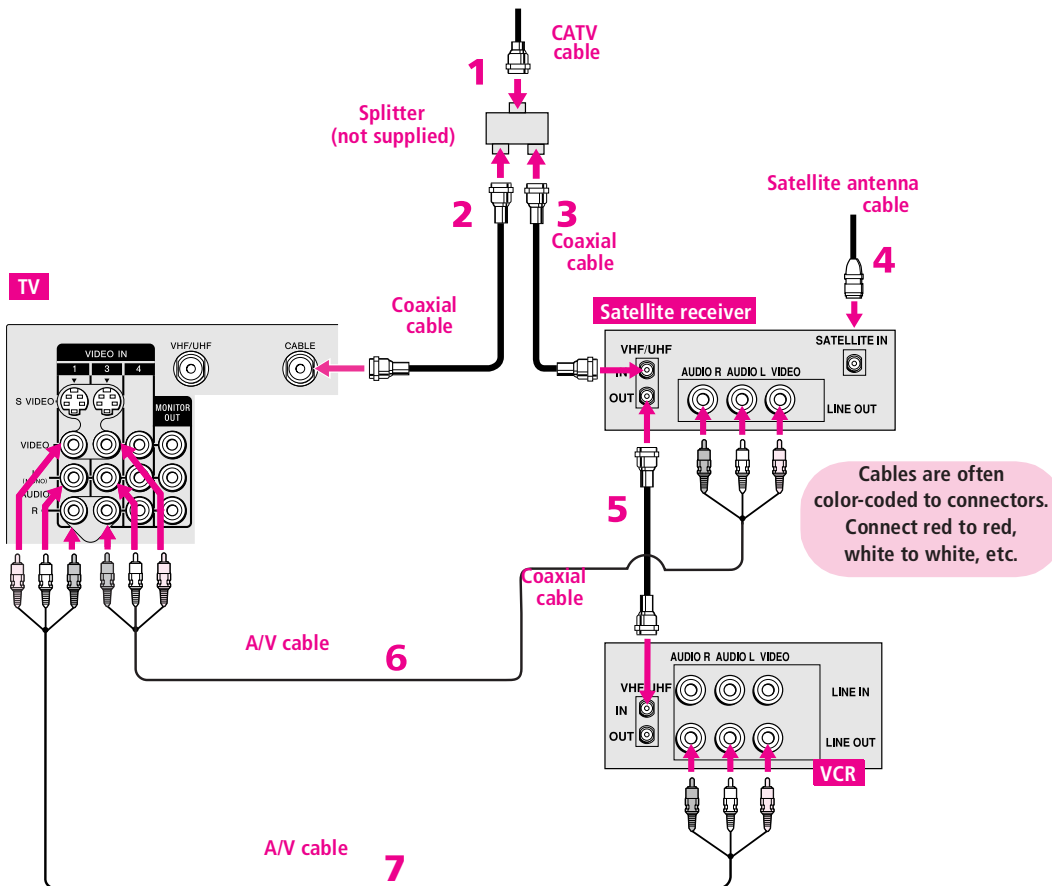 CATV
cable
1
Splitter
(not supplied)
2
3
Coaxial
cable
Satellite antenna
cable
4
TV
Coaxial
cable
Satellite receiver
VIDEO IN
1 3 4
VHF/UHF
CABLE
S VIDEO
MONITOR
OUT
VIDEO
(MONO)
AUDIO
R
VHF/UHF
IN
OUT
AUDIO R AUDIO L VIDEO
LINE OUT
SATELLITE IN
Cables are often
color-coded to connectors.
Connect red to red,
white to white, etc.
5
Coaxial
cable
A/V cable
6
AUDIO R AUDIO L VIDEO
VHF/UHF
IN
OUT
LINE IN
LINE OUT
VCR
A/V cable
7